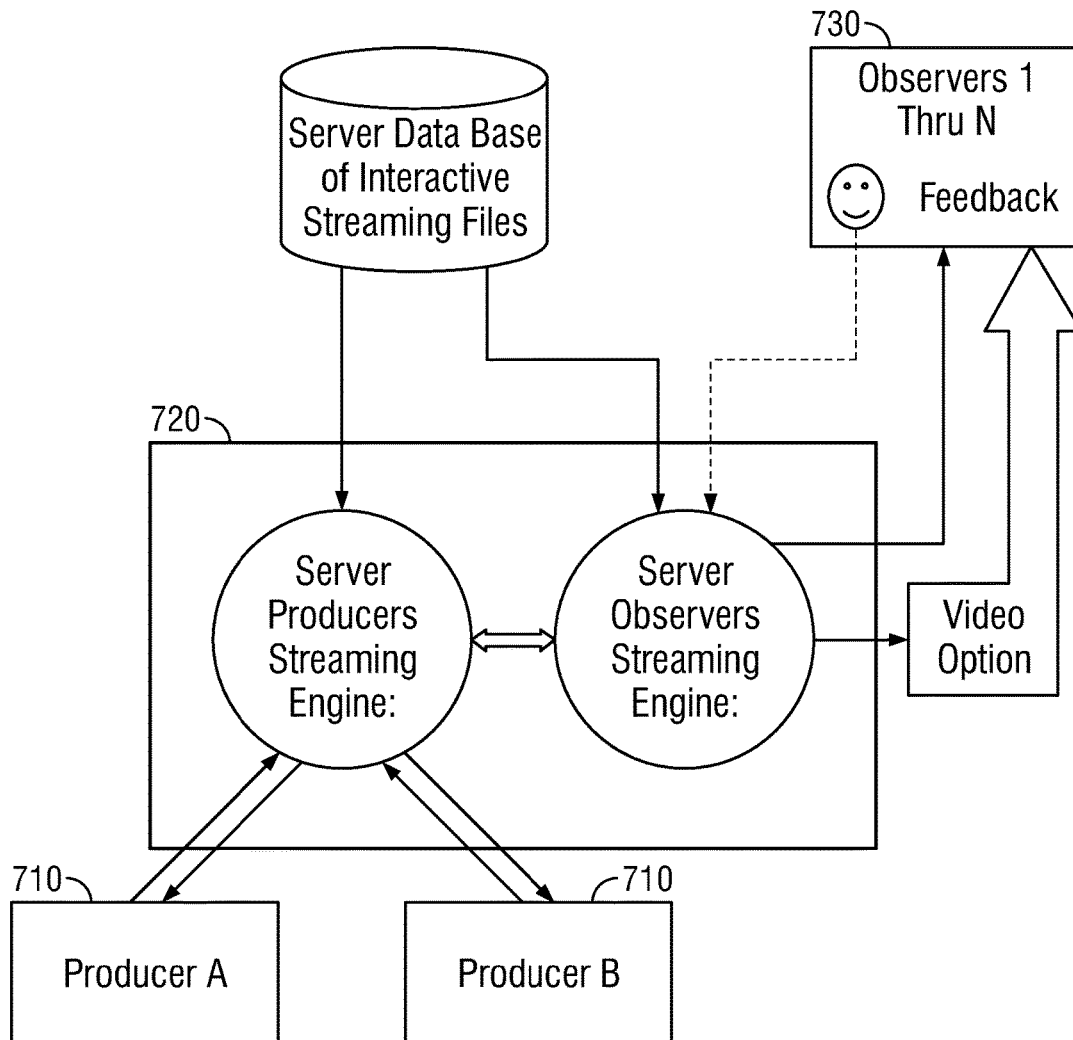 730
Observers 1
Thru N
Feedback
Server Data Base
of Interactive
Streaming Files
720
Server
Producers
Streaming
Engine:
Server
Observers
Streaming
Engine:
Video
Option
710
Producer A
710
Producer B